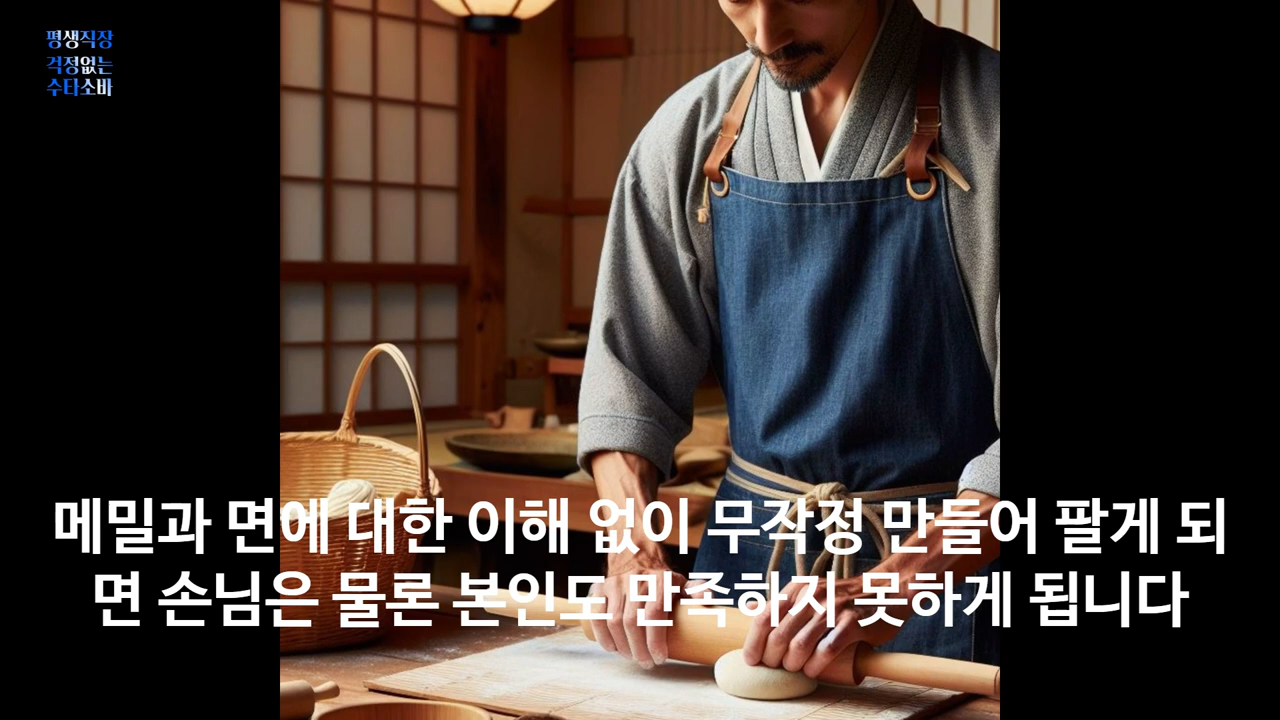 평생직장
걱정없는
수타소바
메밀과 면에 대한 이해 없이 무작정 만들어 팔게 되
면 손님은 물론 본인도 만족하지 못하게 됩니다